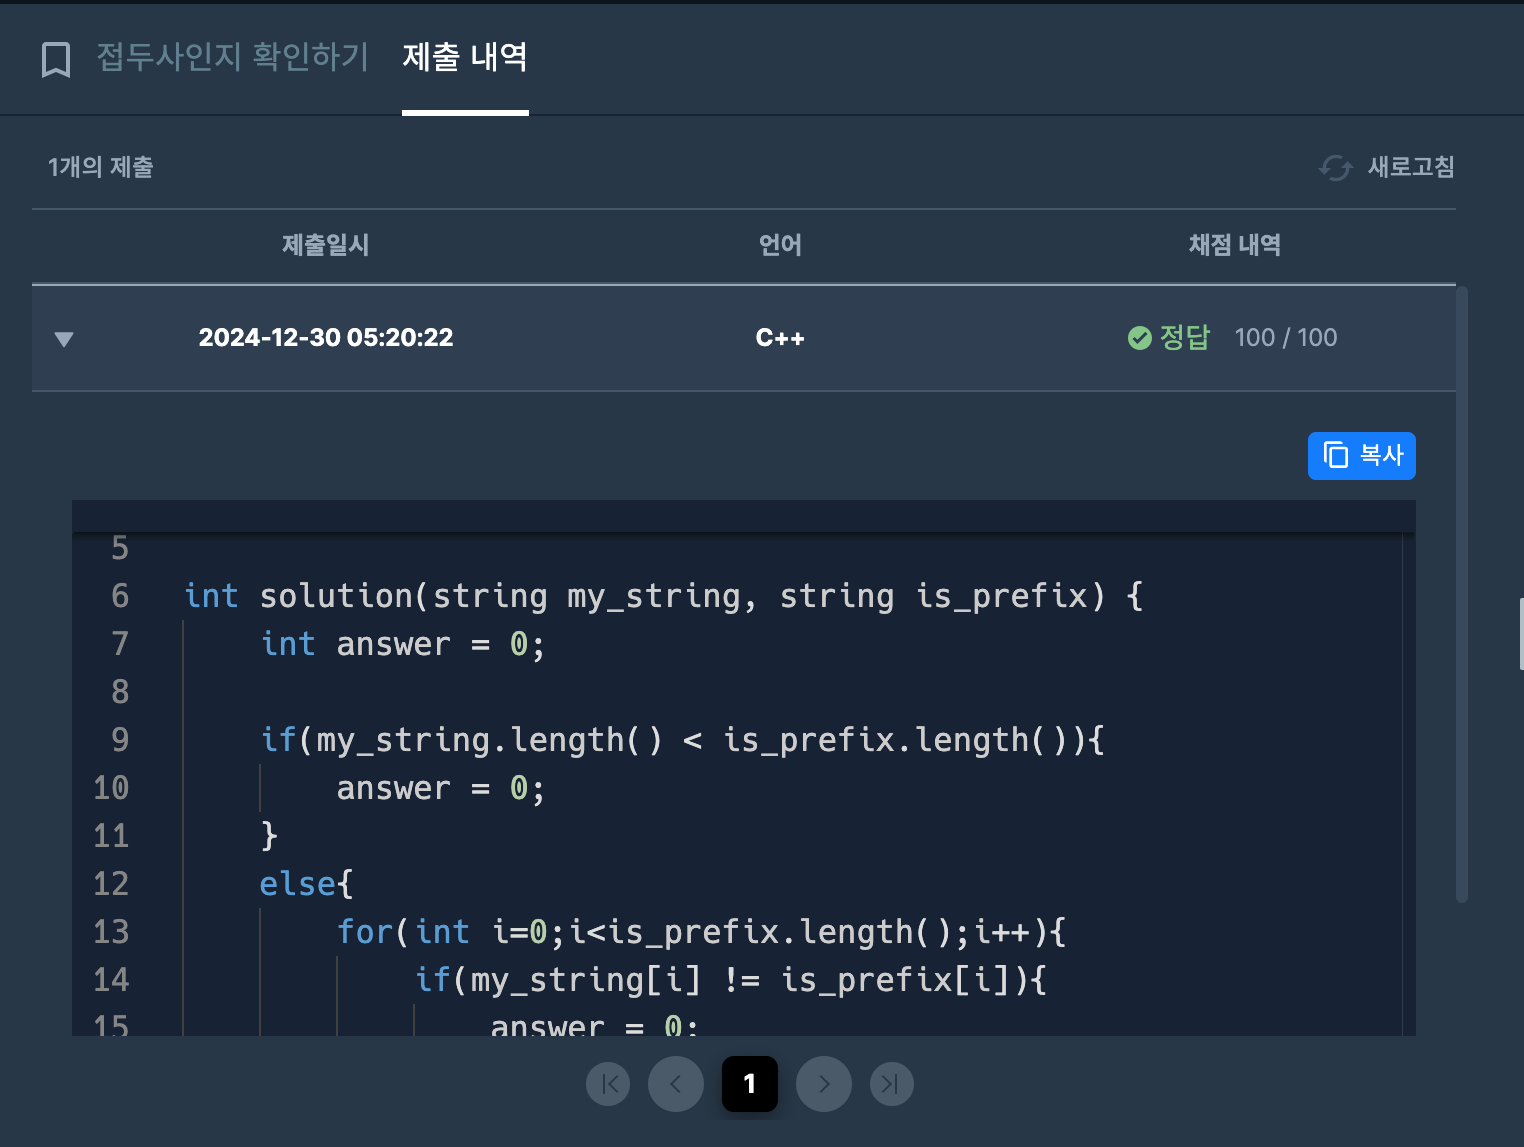 접두사인지 확인하기 제출 내역
1개의 제출 새로고침
제출일시 언어 채점 내역
2024-12-30 05:20:22 C++ 정답 100 / 100
복사
5
6 int solution(string my_string, string is_prefix) {
7 int answer = 0;
8
9 if(my_string.length() < is_prefix.length()){
10 answer = 0;
11 }
12 else{
13 for(int i=0;i<is_prefix.length();i++){
14 if(my_string[i] != is_prefix[i]){
15 answer = 0;
1